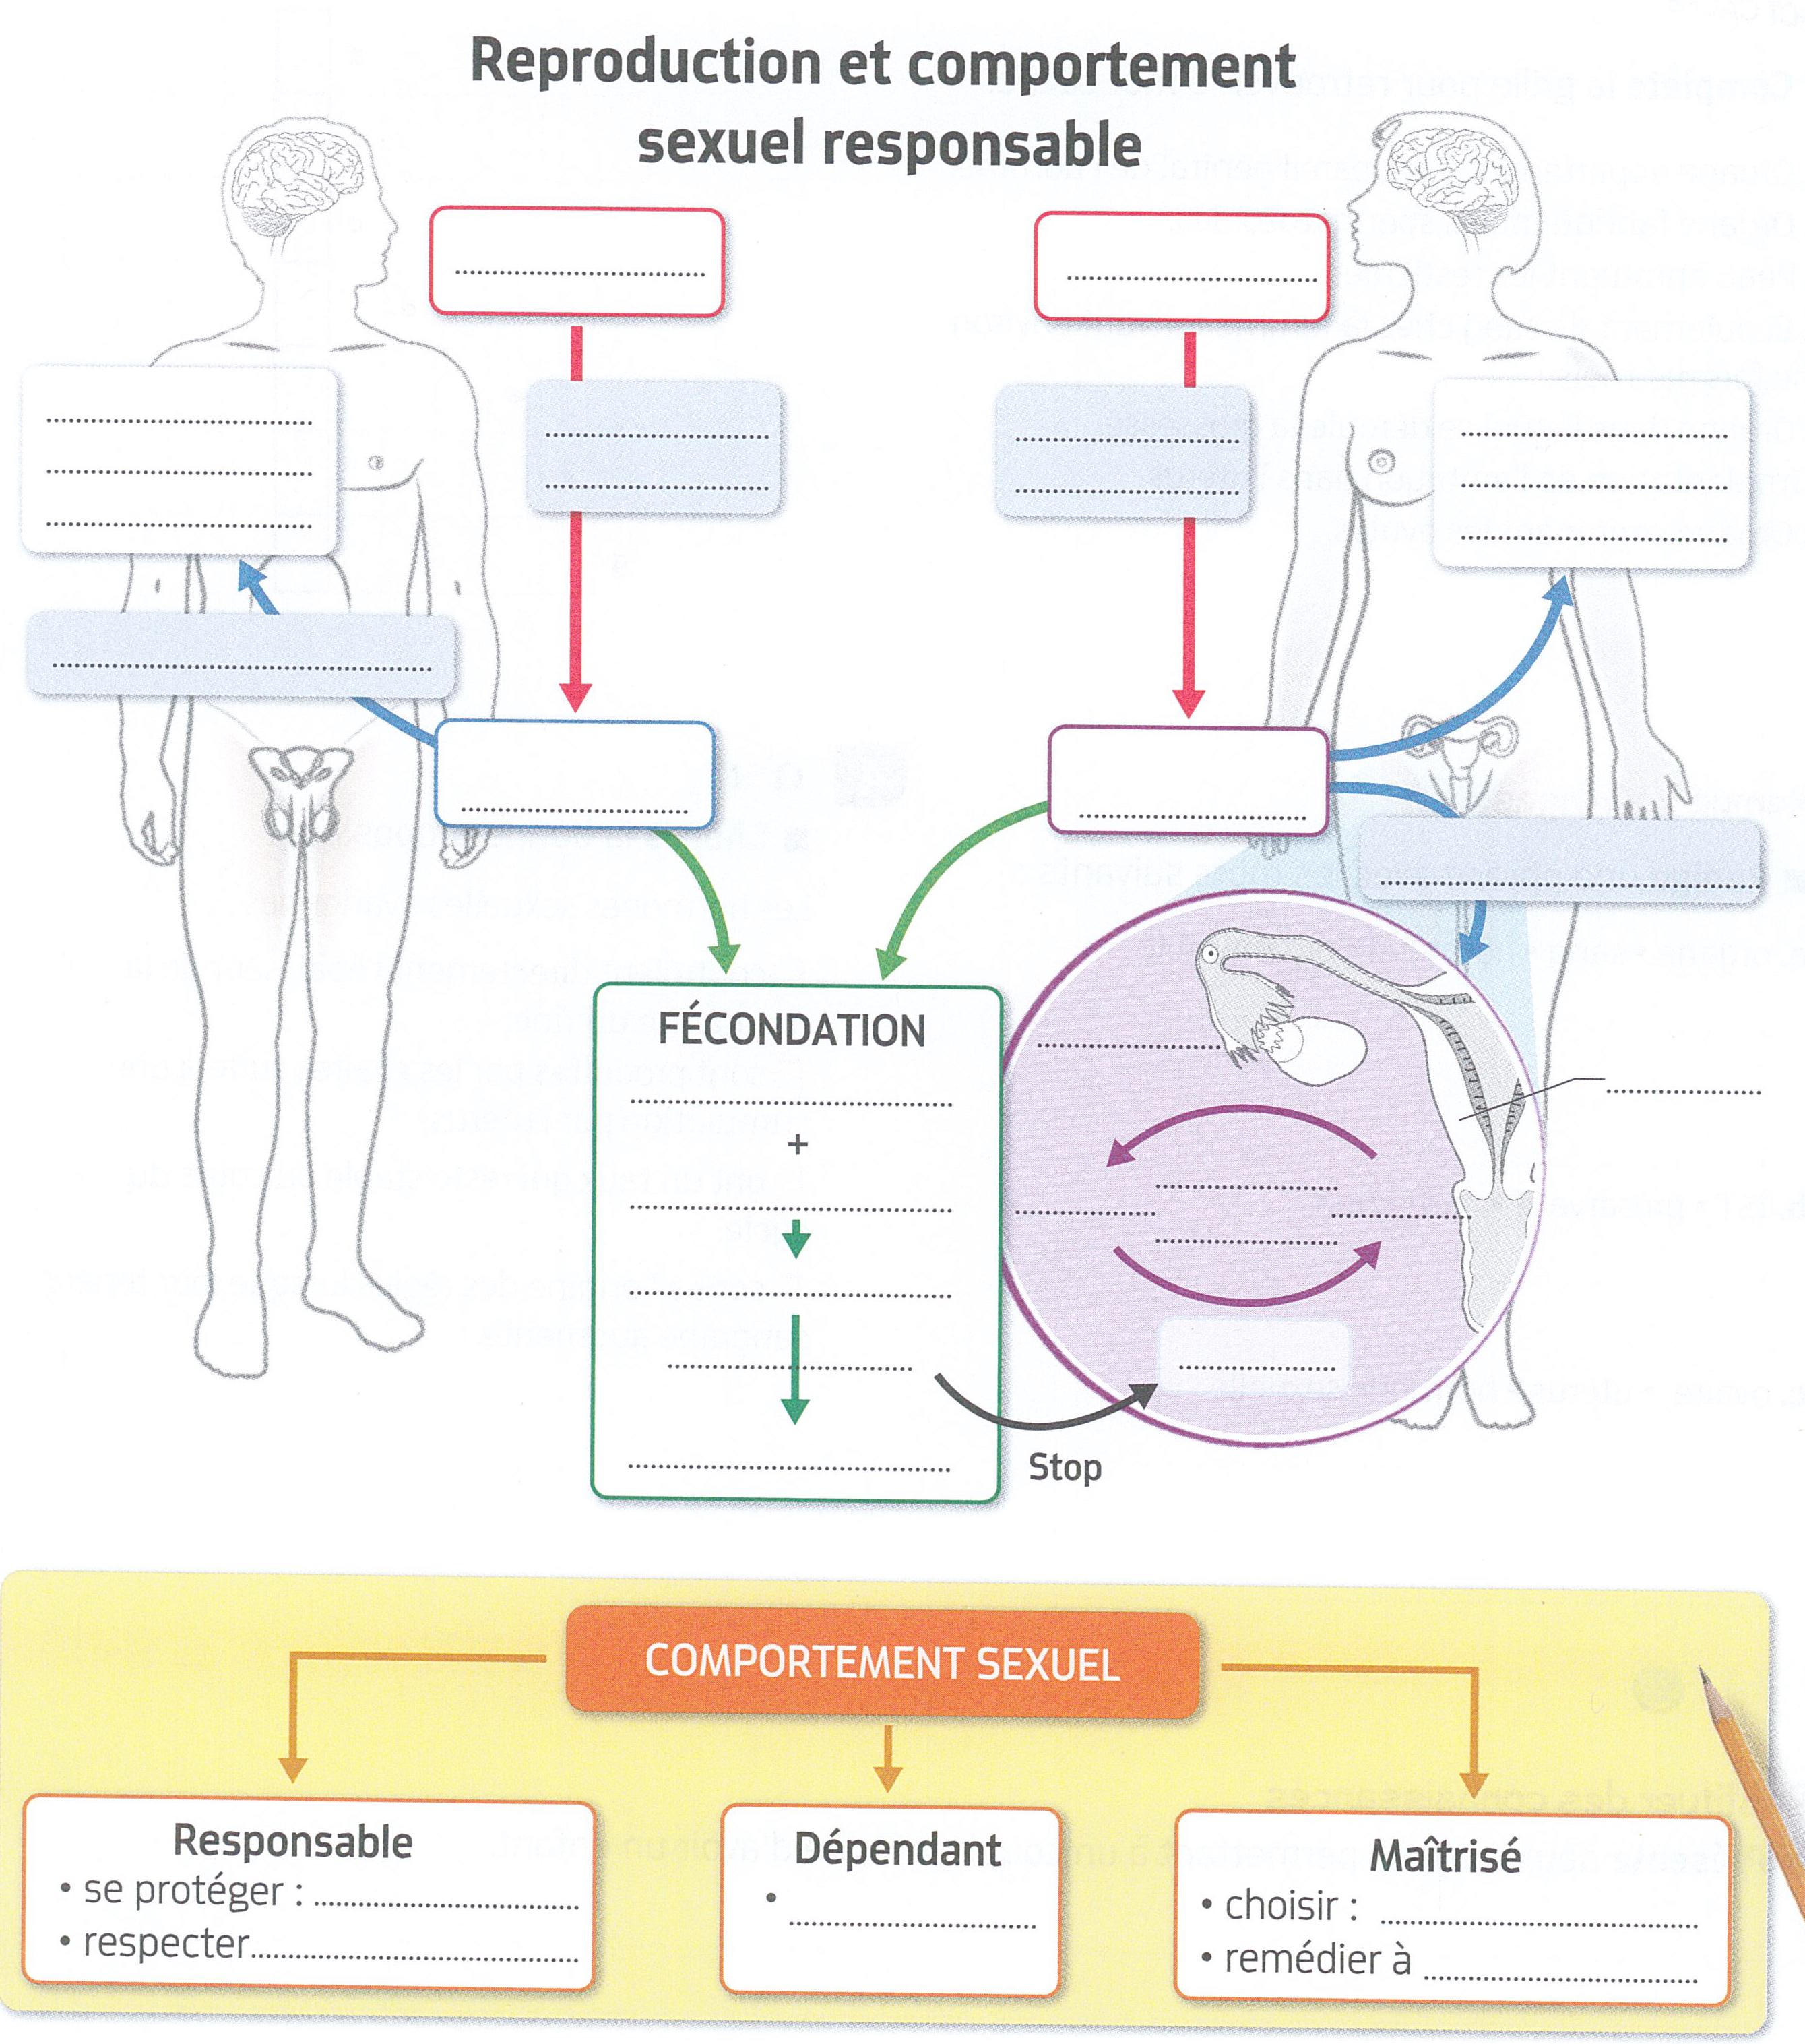 Reproduction et comportement
sexuel responsable
FÉCONDATION
+
Stop
COMPORTEMENT SEXUEL
Responsable
• se protéger :
• respecter
Dépendant
•
Maîtrisé
• choisir :
• remédier à